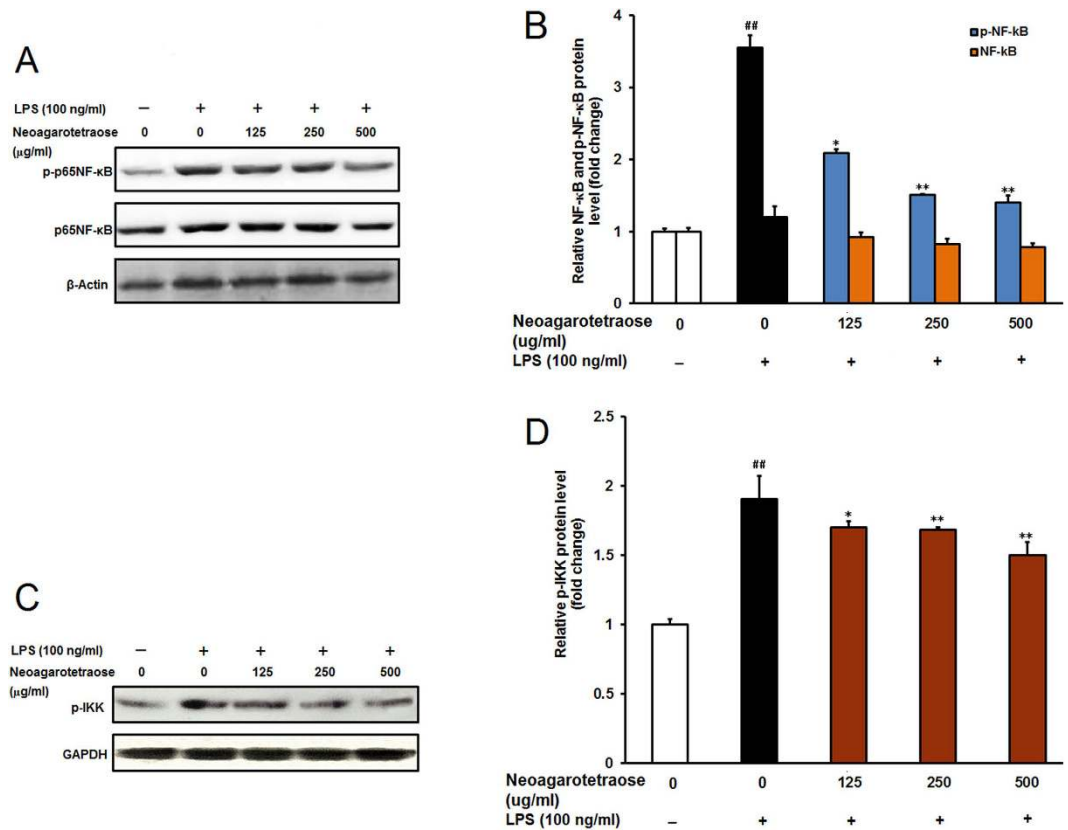 A
LPS (100 ng/ml) – + + + +
Neoagarotetraose 0 0 125 250 500
(μg/ml)
p-p65NF-κB
p65NF-κB
β-Actin
B
Relative NF-κB and p-NF-κB protein
level (fold change)
4
3
2
1
0
##
*
**
**
p-NF-kB
NF-kB
Neoagarotetraose 0 0 125 250 500
(ug/ml)
LPS (100 ng/ml) – + + + +
C
LPS (100 ng/ml) – + + + +
Neoagarotetraose 0 0 125 250 500
(μg/ml)
p-IKK
GAPDH
D
Relative p-IKK protein level
(fold change)
2.5
2
1.5
1
0.5
0
##
*
**
**
Neoagarotetraose 0 0 125 250 500
(ug/ml)
LPS (100 ng/ml) – + + + +